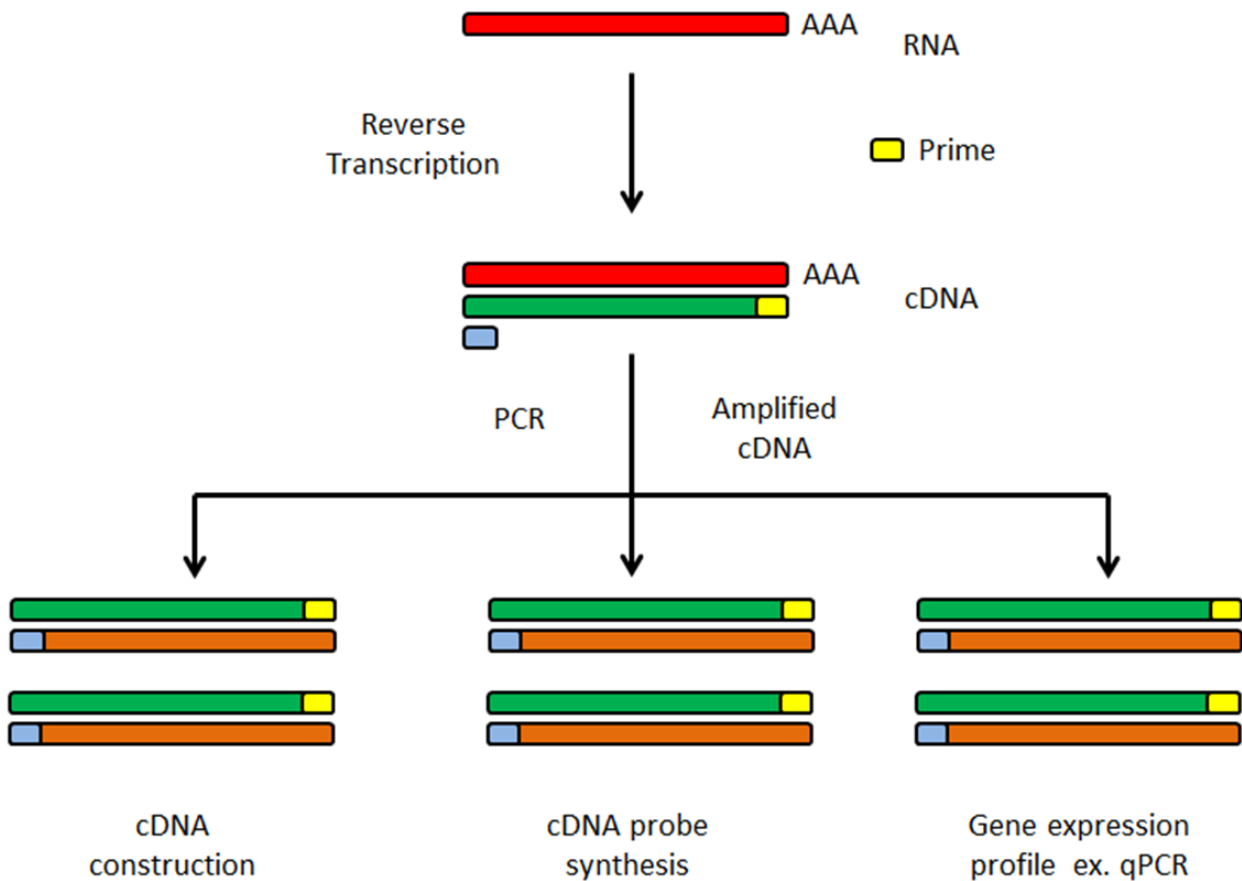 AAA
RNA
Reverse
Transcription
Prime
AAA
cDNA
PCR
Amplified
cDNA
cDNA
construction
cDNA probe
synthesis
Gene expression
profile ex. qPCR